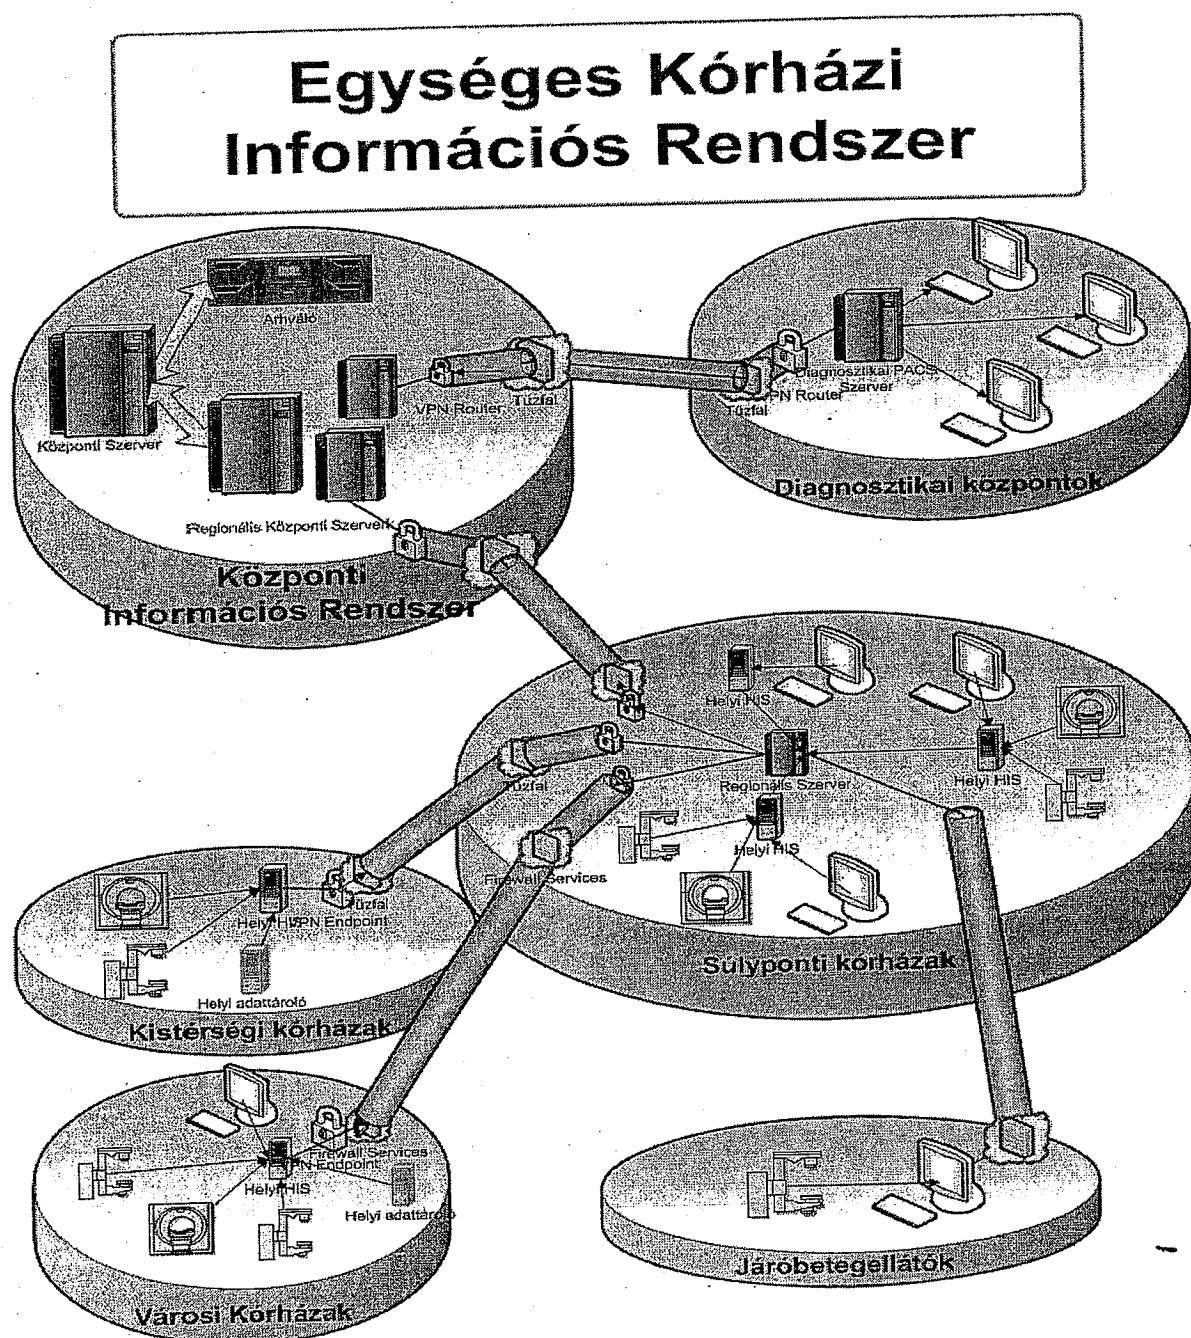 Egységes Kórházi
Információs Rendszer
Arhiváló
Központi Szerver
VPN Router
Tűzfal
Regionális Központi Szerverk
Központi
Információs Rendszer
Diagnosztikai PACS
Szerver
VPN Router
Tűzfal
Diagnosztikai központok
Helyi HIS
Helyi HIS
Regionális Szerver
Tűzfal
Helyi HIS
Firewall Services
Súlyponti kórházak
Tűzfal
Helyi HIS
VPN Endpoint
Helyi adattároló
Kistérségi kórházak
Firewall Services
VPN Endpoint
Helyi HIS
Helyi adattároló
Városi Kórházak
Járóbetegellátók